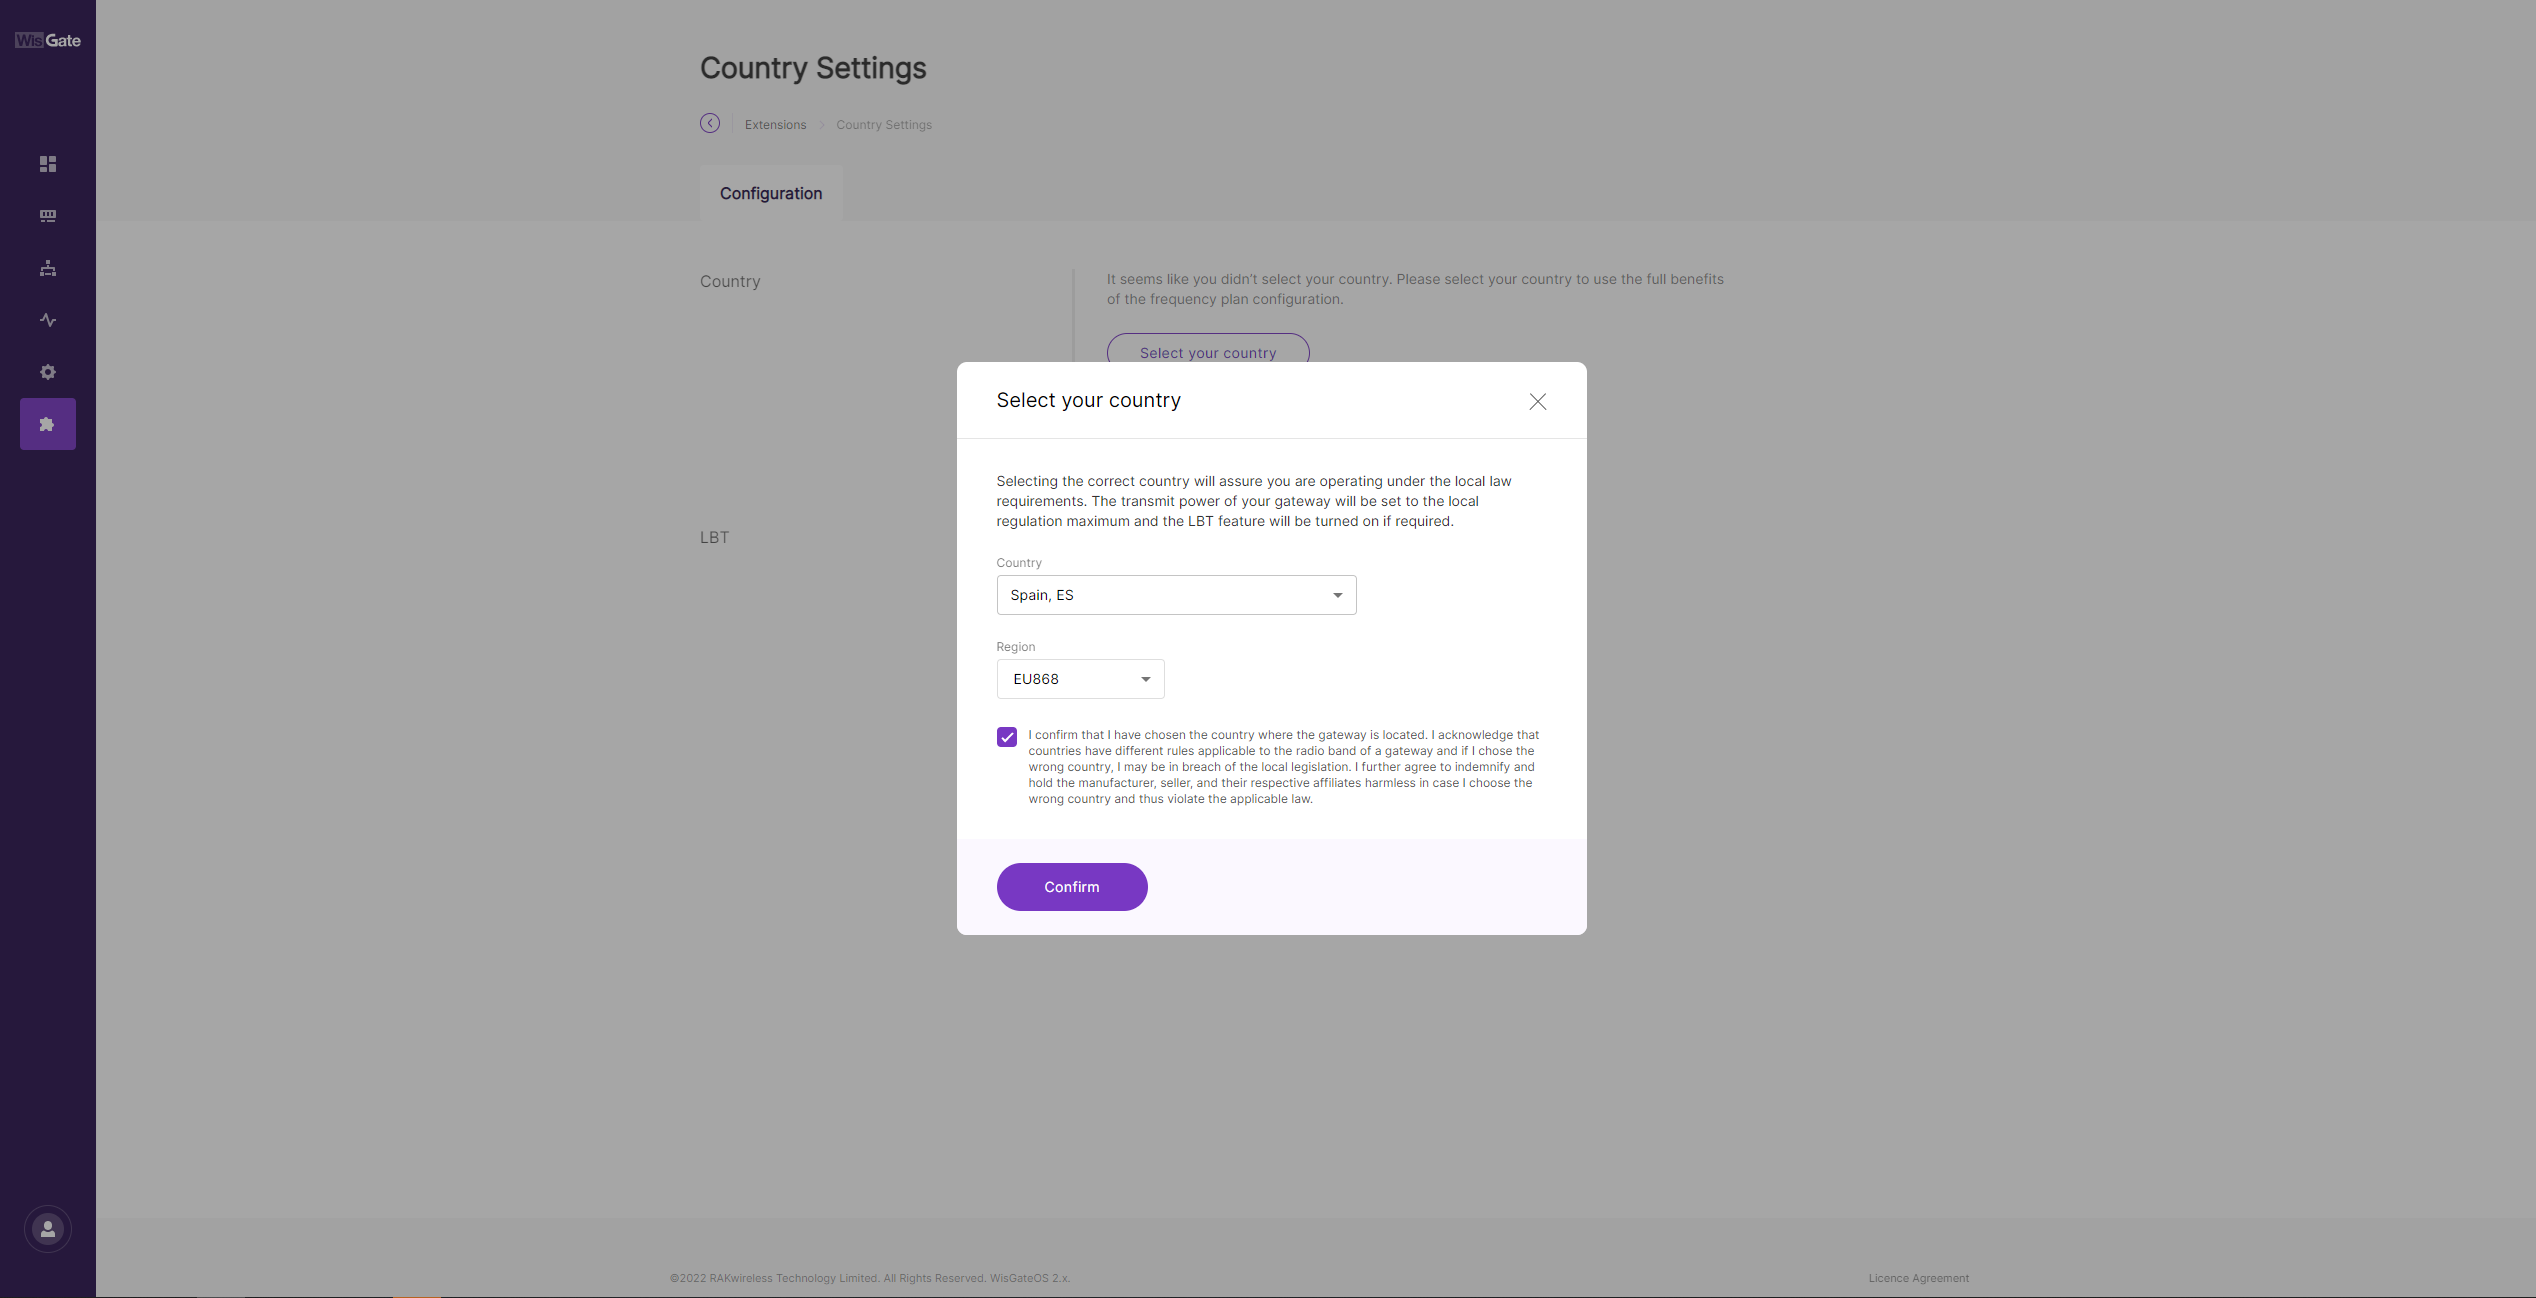 WisGate
Country Settings
Extensions
Country Settings
Configuration
Country
It seems like you didn't select your country. Please select your country to use the full benefits
of the frequency plan configuration.
Select your country
LBT
Select your country
Selecting the correct country will assure you are operating under the local law
requirements. The transmit power of your gateway will be set to the local
regulation maximum and the LBT feature will be turned on if required.
Country
Spain, ES
Region
EU868
I confirm that I have chosen the country where the gateway is located. I acknowledge that
countries have different rules applicable to the radio band of a gateway and if I chose the
wrong country, I may be in breach of the local legislation. I further agree to indemnify and
hold the manufacturer, seller, and their respective affiliates harmless in case I choose the
wrong country and thus violate the applicable law.
Confirm
©2022 RAKwireless Technology Limited. All Rights Reserved. WisGateOS 2.x.
Licence Agreement